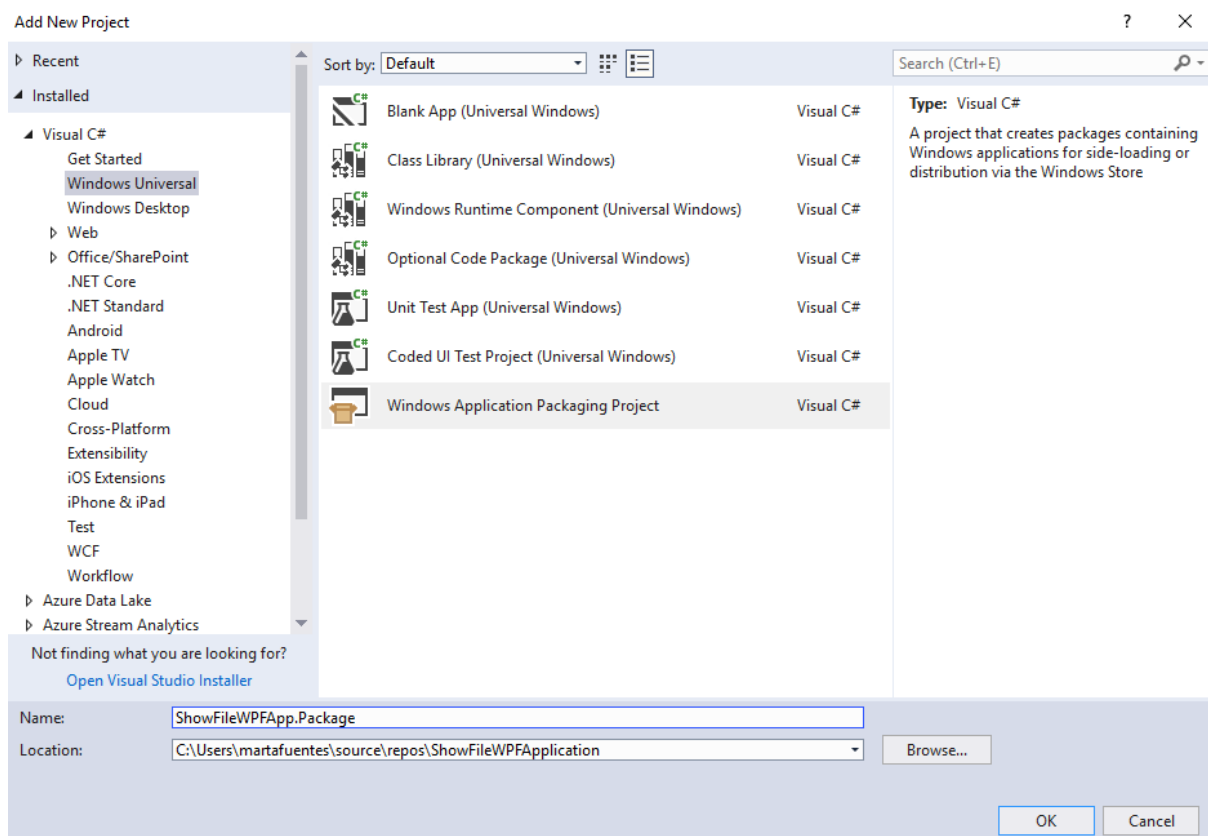 Add New Project
?
Recent
Installed
Visual C#
Get Started
Windows Universal
Windows Desktop
Web
Office/SharePoint
.NET Core
.NET Standard
Android
Apple TV
Apple Watch
Cloud
Cross-Platform
Extensibility
iOS Extensions
iPhone & iPad
Test
WCF
Workflow
Azure Data Lake
Azure Stream Analytics
Not finding what you are looking for?
Open Visual Studio Installer
Sort by: Default
C# Blank App (Universal Windows) Visual C#
C# Class Library (Universal Windows) Visual C#
C# Windows Runtime Component (Universal Windows) Visual C#
C# Optional Code Package (Universal Windows) Visual C#
C# Unit Test App (Universal Windows) Visual C#
C# Coded UI Test Project (Universal Windows) Visual C#
Windows Application Packaging Project Visual C#
Search (Ctrl+E)
Type: Visual C#
A project that creates packages containing
Windows applications for side-loading or
distribution via the Windows Store
Name: ShowFileWPFApp.Package
Location: C:\Users\martafuentes\source\repos\ShowFileWPFApplication Browse...
OK Cancel